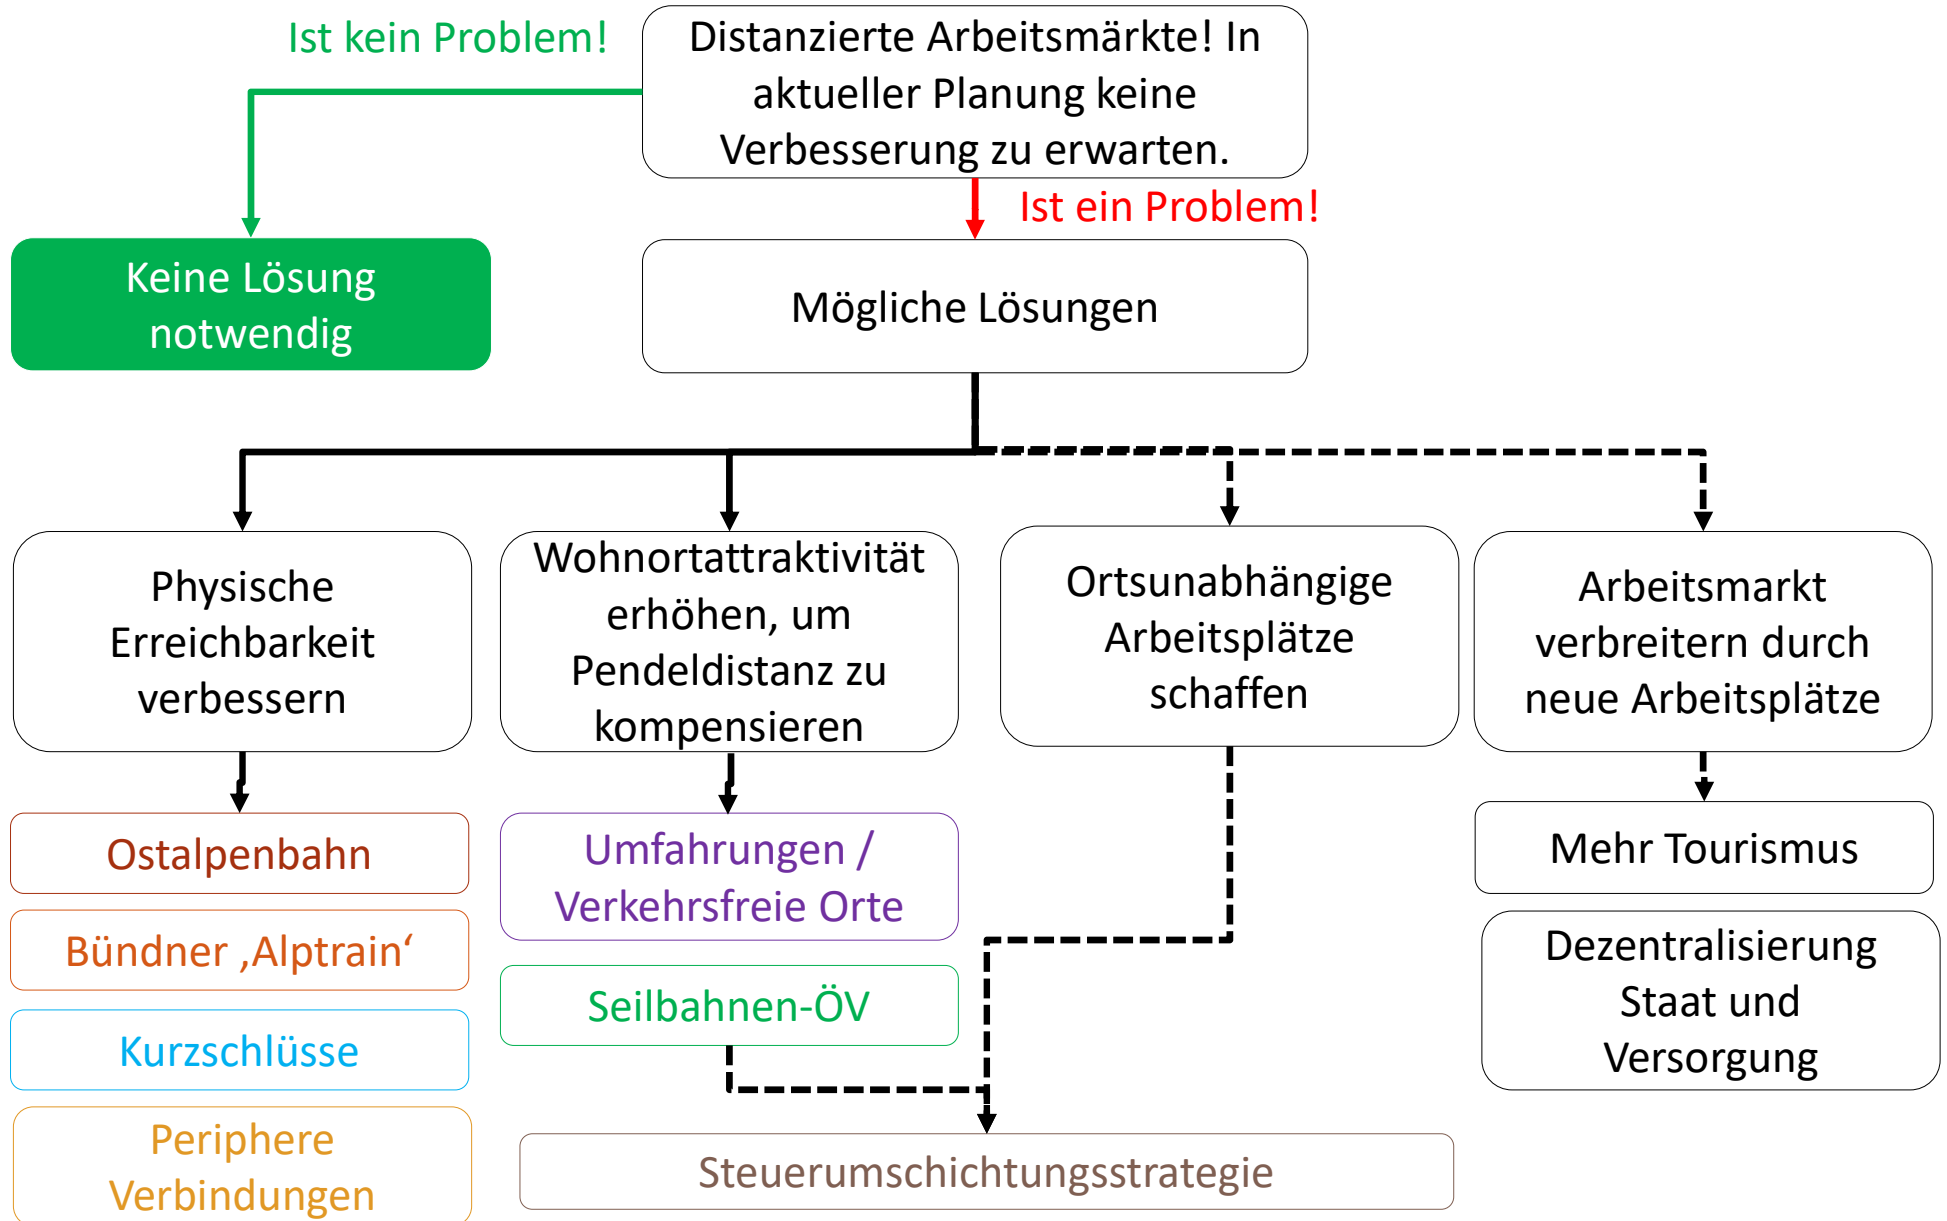 Ist kein Problem!
Distanzierte Arbeitsmärkte! In
aktueller Planung keine
Verbesserung zu erwarten.
Ist ein Problem!
Keine Lösung
notwendig
Mögliche Lösungen
Physische
Erreichbarkeit
verbessern
Wohnortattraktivität
erhöhen, um
Pendeldistanz zu
kompensieren
Ortsunabhängige
Arbeitsplätze
schaffen
Arbeitsmarkt
verbreitern durch
neue Arbeitsplätze
Ostalpenbahn
Bündner ‚Alptrain‘
Kurzschlüsse
Periphere
Verbindungen
Umfahrungen /
Verkehrsfreie Orte
Seilbahnen-ÖV
Steuerumschichtungsstrategie
Mehr Tourismus
Dezentralisierung
Staat und
Versorgung